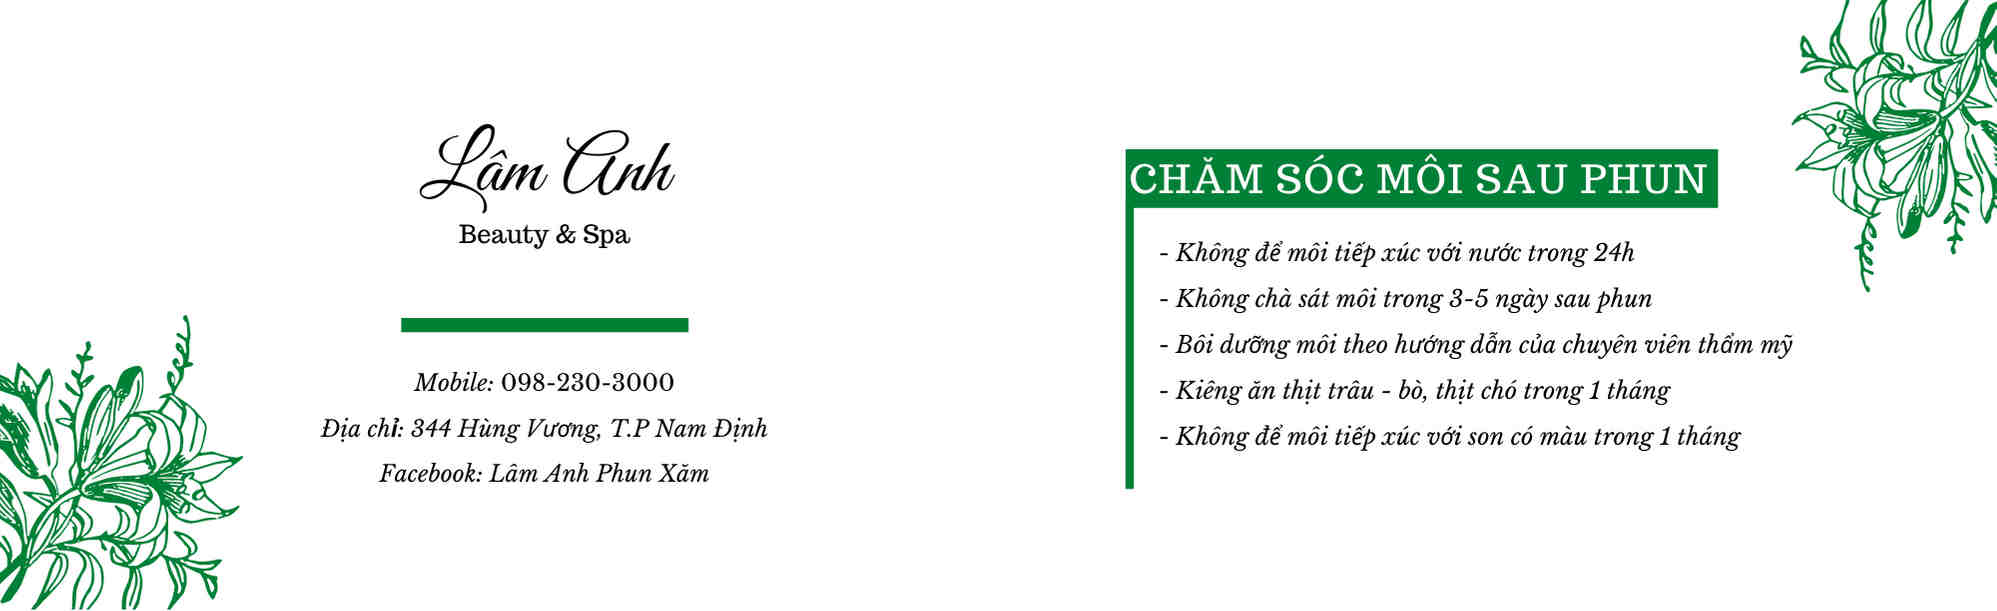 Lâm Anh
Beauty & Spa
Mobile: 098-230-3000
Địa chỉ: 344 Hùng Vương, T.P Nam Định
Facebook: Lâm Anh Phun Xăm
CHĂM SÓC MÔI SAU PHUN
- Không để môi tiếp xúc với nước trong 24h
- Không chà sát môi trong 3-5 ngày sau phun
- Bôi dưỡng môi theo hướng dẫn của chuyên viên thẩm mỹ
- Kiêng ăn thịt trâu - bò, thịt chó trong 1 tháng
- Không để môi tiếp xúc với son có màu trong 1 tháng